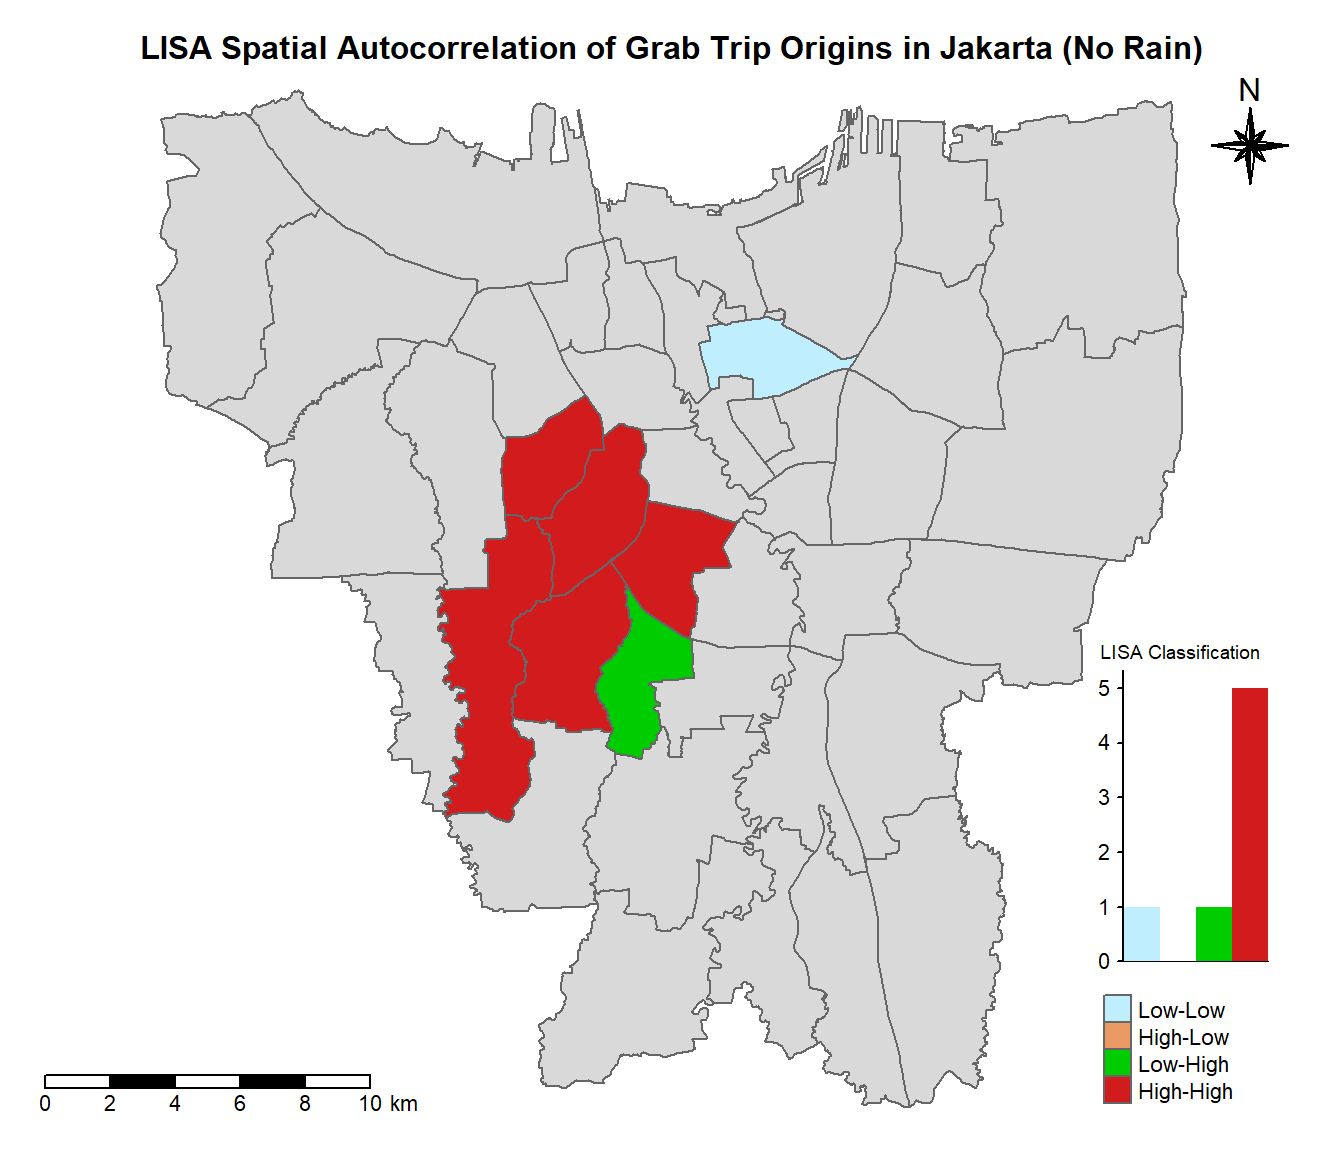 LISA Spatial Autocorrelation of Grab Trip Origins in Jakarta (No Rain)
N
LISA Classification
5
4
3
2
1
0
Low-Low
High-Low
Low-High
High-High
0 2 4 6 8 10 km